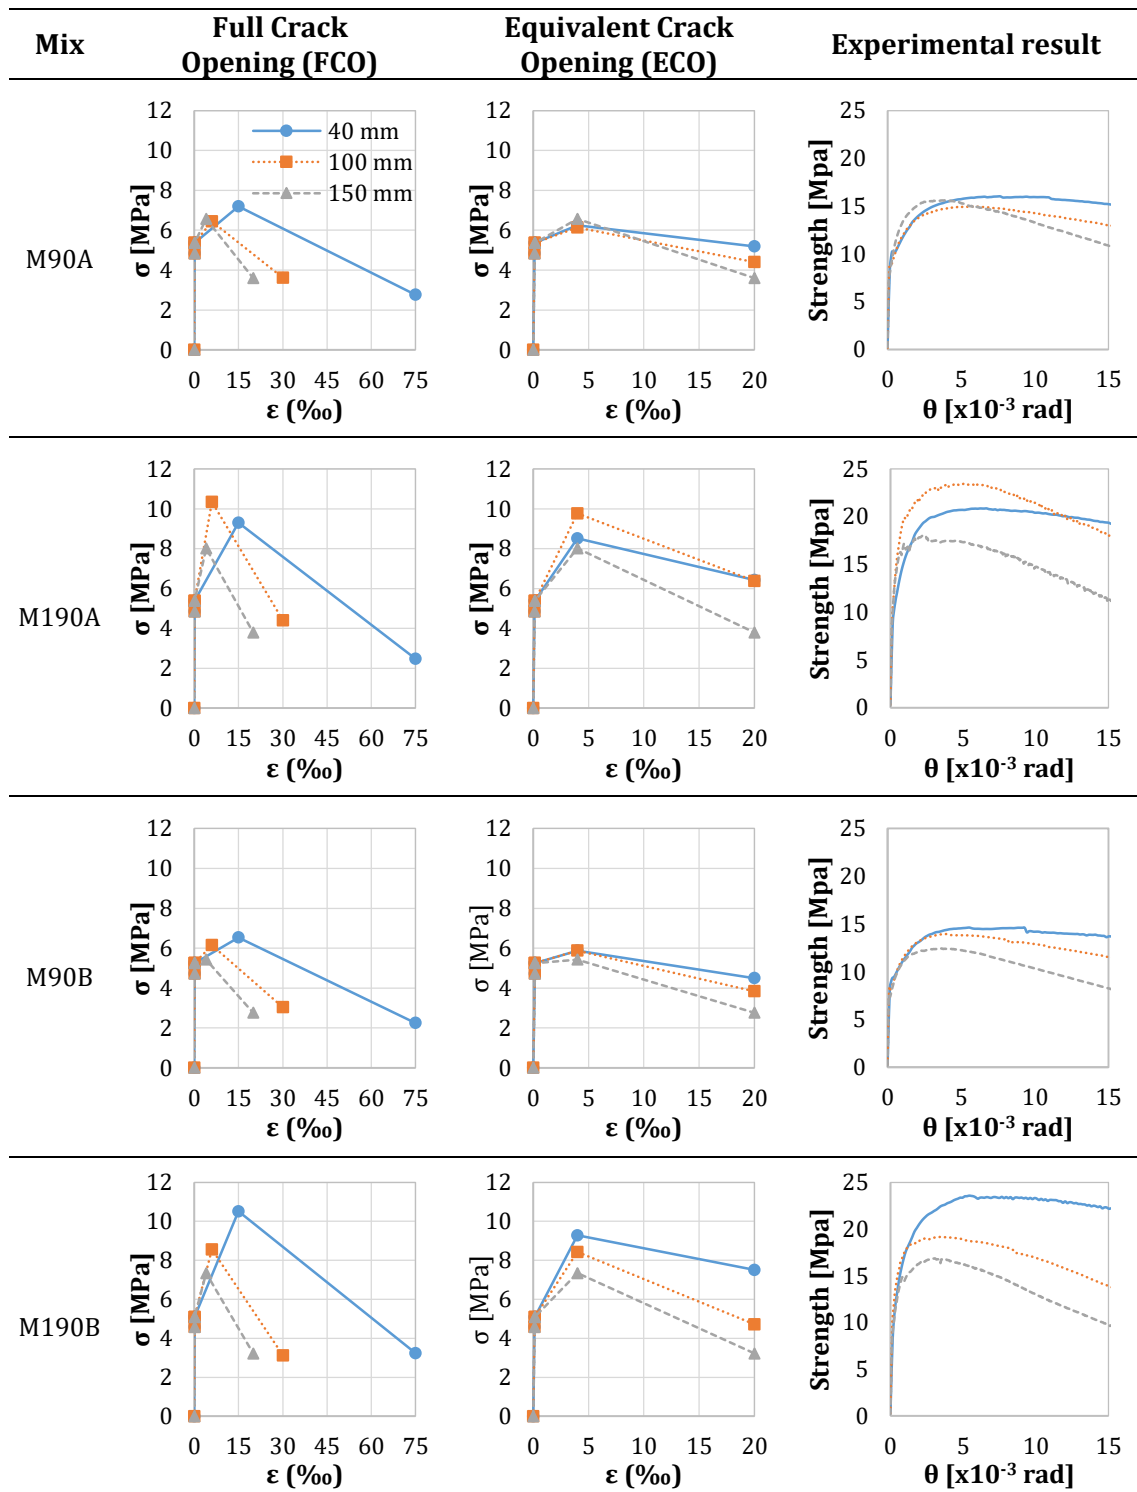 Mix
Full Crack
Opening (FCO)
Equivalent Crack
Opening (ECO)
Experimental result
M90A
12
10
8
6
4
2
0
σ [MPa]
40 mm
100 mm
150 mm
0 15 30 45 60 75
ε (‰)
12
10
8
6
4
2
0
σ [MPa]
0 5 10 15 20
ε (‰)
25
20
15
10
5
0
Strength [Mpa]
0 5 10 15
θ [x10⁻³ rad]
M190A
12
10
8
6
4
2
0
σ [MPa]
0 15 30 45 60 75
ε (‰)
12
10
8
6
4
2
0
σ [MPa]
0 5 10 15 20
ε (‰)
25
20
15
10
5
0
Strength [Mpa]
0 5 10 15
θ [x10⁻³ rad]
M90B
12
10
8
6
4
2
0
σ [MPa]
0 15 30 45 60 75
ε (‰)
12
10
8
6
4
2
0
σ [MPa]
0 5 10 15 20
ε (‰)
25
20
15
10
5
0
Strength [Mpa]
0 5 10 15
θ [x10⁻³ rad]
M190B
12
10
8
6
4
2
0
σ [MPa]
0 15 30 45 60 75
ε (‰)
12
10
8
6
4
2
0
σ [MPa]
0 5 10 15 20
ε (‰)
25
20
15
10
5
0
Strength [Mpa]
0 5 10 15
θ [x10⁻³ rad]